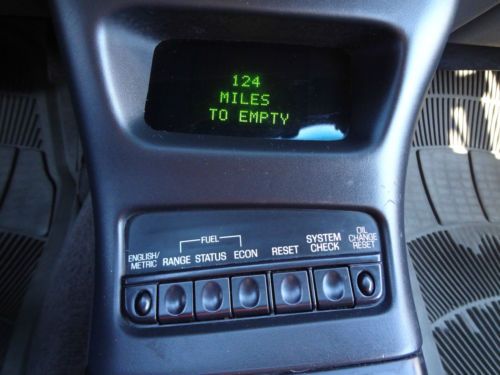 124
MILES
TO EMPTY
FUEL
ENGLISH/
METRIC
RANGE STATUS ECON RESET
SYSTEM
CHECK
OIL
CHANGE
RESET